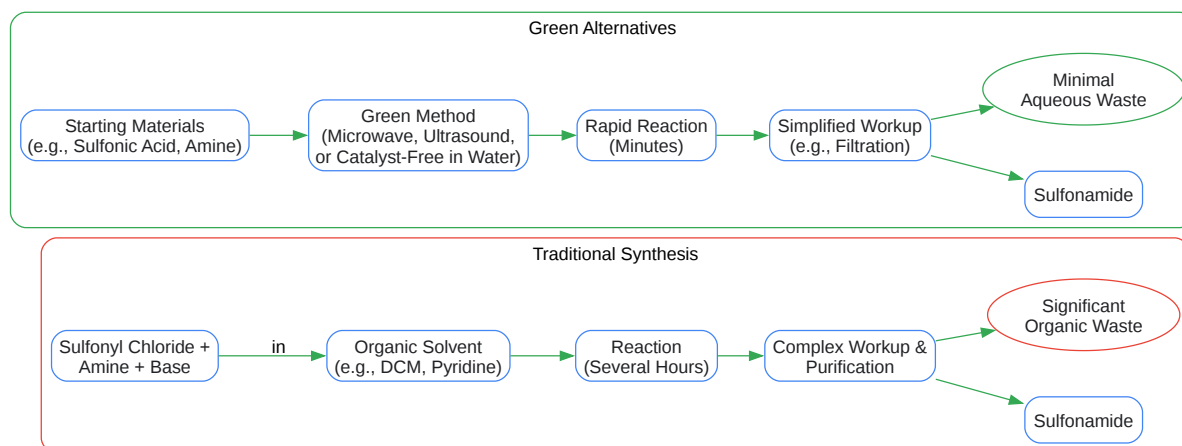 Green Alternatives
Starting Materials
(e.g., Sulfonic Acid, Amine)
Green Method
(Microwave, Ultrasound,
or Catalyst-Free in Water)
Rapid Reaction
(Minutes)
Simplified Workup
(e.g., Filtration)
Minimal
Aqueous Waste
Sulfonamide
Traditional Synthesis
Sulfonyl Chloride +
Amine + Base
in
Organic Solvent
(e.g., DCM, Pyridine)
Reaction
(Several Hours)
Complex Workup &
Purification
Significant
Organic Waste
Sulfonamide